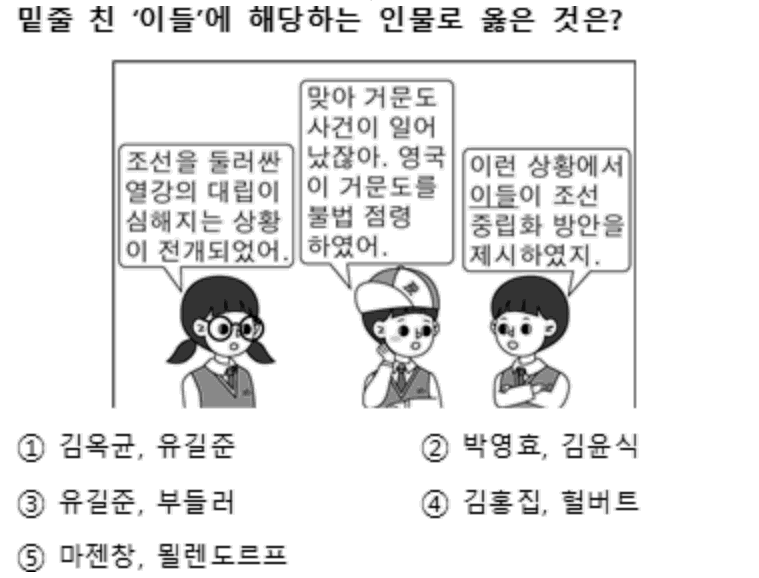 밑줄 친 ‘이들’에 해당하는 인물로 옳은 것은?
조선을 둘러싼
열강의 대립이
심해지는 상황
이 전개되었어.
맞아 거문도
사건이 일어
났잖아. 영국
이 거문도를
불법 점령
하였어.
이런 상황에서
이들이 조선
중립화 방안을
제시하였지.
① 김옥균, 유길준
② 박영효, 김윤식
③ 유길준, 부들러
④ 김홍집, 헐버트
⑤ 마젠창, 묄렌도르프